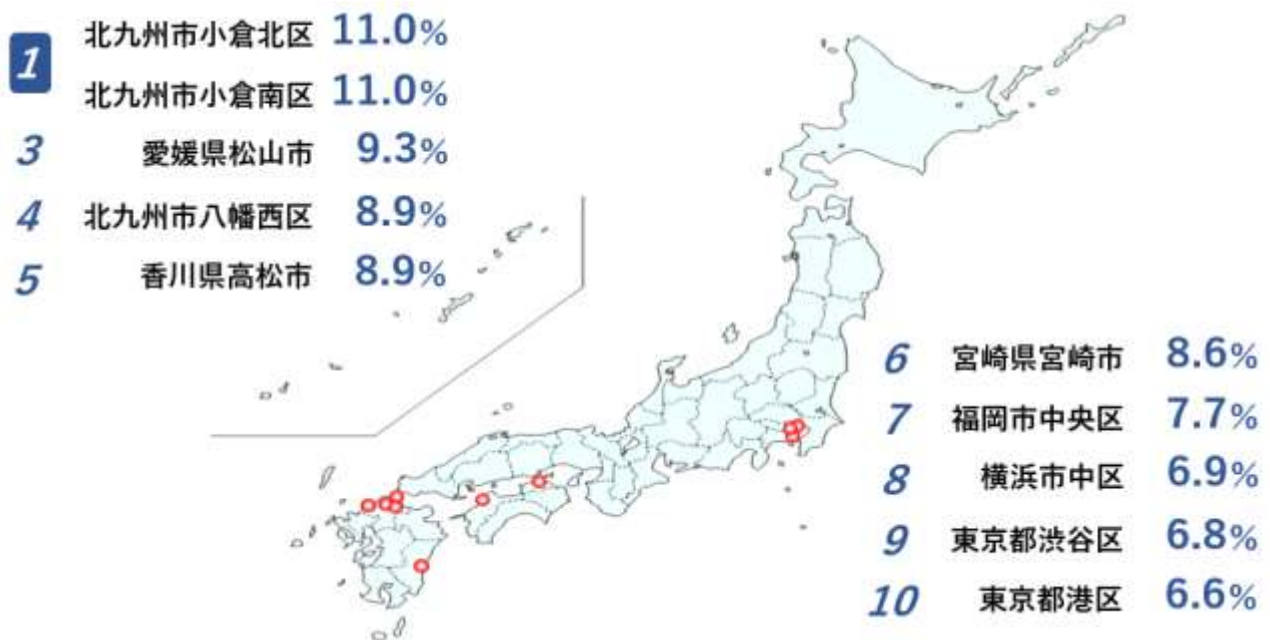 1
北九州市小倉北区 11.0%
北九州市小倉南区 11.0%
3 愛媛県松山市 9.3%
4 北九州市八幡西区 8.9%
5 香川県高松市 8.9%
6 宮崎県宮崎市 8.6%
7 福岡市中央区 7.7%
8 横浜市中区 6.9%
9 東京都渋谷区 6.8%
10 東京都港区 6.6%